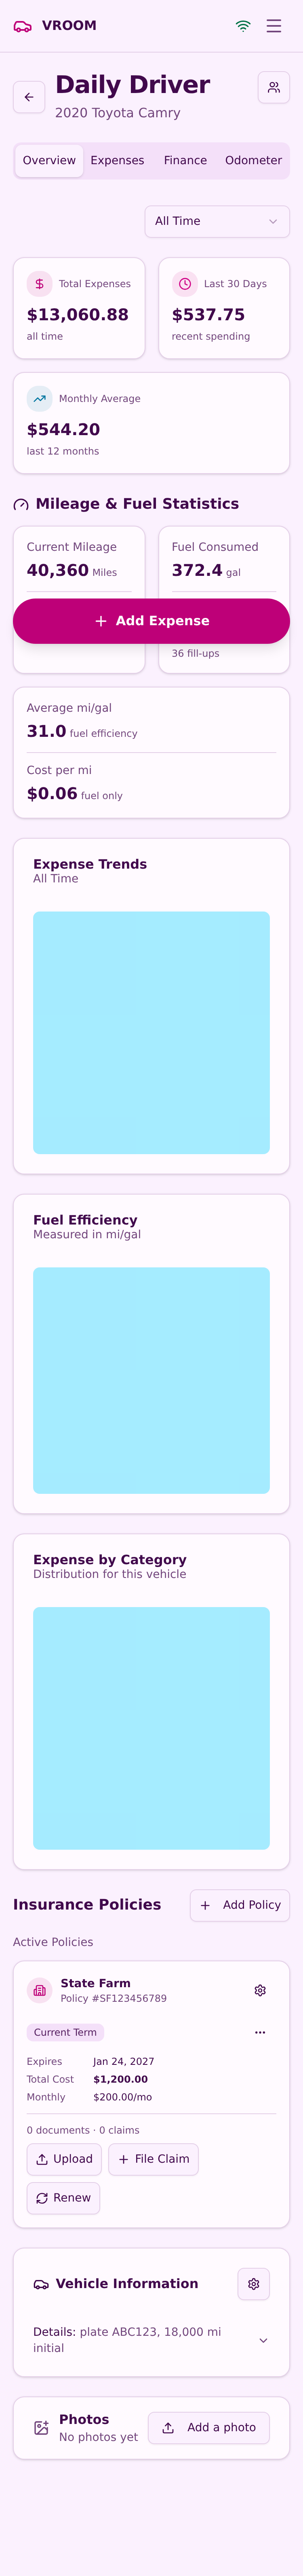 VROOM
Daily Driver
2020 Toyota Camry
Overview Expenses Finance Odometer
All Time
Total Expenses
$13,060.88
all time
Last 30 Days
$537.75
recent spending
Monthly Average
$544.20
last 12 months
Mileage & Fuel Statistics
Current Mileage
40,360 Miles
Fuel Consumed
372.4 gal
+ Add Expense
36 fill-ups
Average mi/gal
31.0 fuel efficiency
Cost per mi
$0.06 fuel only
Expense Trends
All Time
Fuel Efficiency
Measured in mi/gal
Expense by Category
Distribution for this vehicle
Insurance Policies
+ Add Policy
Active Policies
State Farm
Policy #SF123456789
Current Term
Expires Jan 24, 2027
Total Cost $1,200.00
Monthly $200.00/mo
0 documents · 0 claims
Upload
+ File Claim
Renew
Vehicle Information
Details: plate ABC123, 18,000 mi
initial
Photos
No photos yet
Add a photo